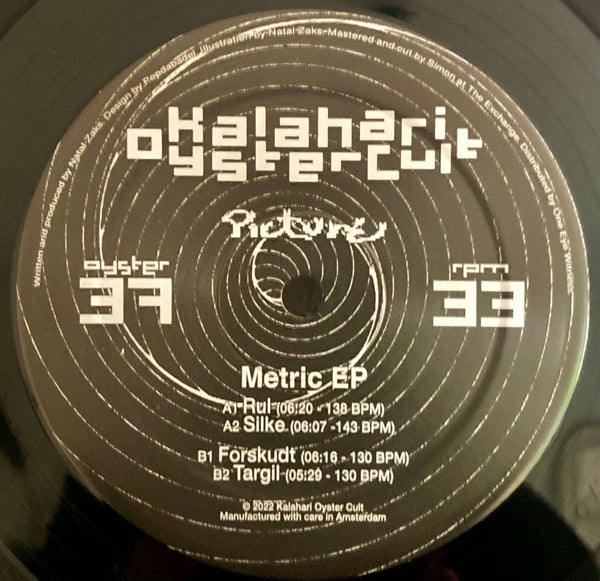 Written and produced by Natal Zaks. Design by Popdabadel. Illustration by Natal Zaks. Mastered and cut by Simon at The Exchange. Distributed by One Eye Witness.
Kalahari
OysterCult
Picture
oyster
37
rpm
33
Metric EP
A1 Rul (06:20 - 138 BPM)
A2 Silke (06:07 -143 BPM)
B1 Forskudt (06:16 - 130 BPM)
B2 Targil (05:29 - 130 BPM)
© 2022 Kalahari Oyster Cult
Manufactured with care in Amsterdam